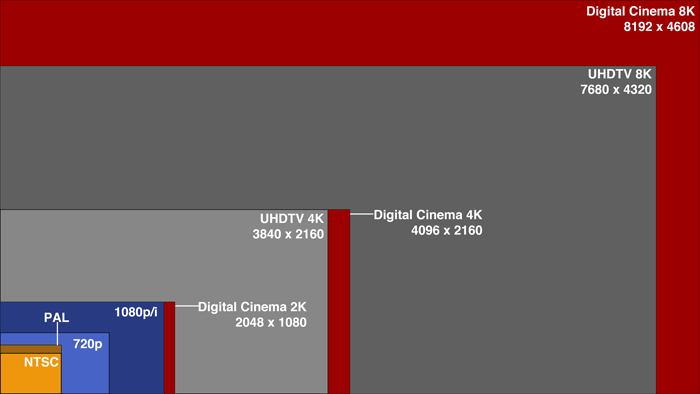 Digital Cinema 8K
8192 x 4608
UHDTV 8K
7680 x 4320
UHDTV 4K
3840 x 2160
Digital Cinema 4K
4096 x 2160
1080p/i
Digital Cinema 2K
2048 x 1080
PAL
720p
NTSC